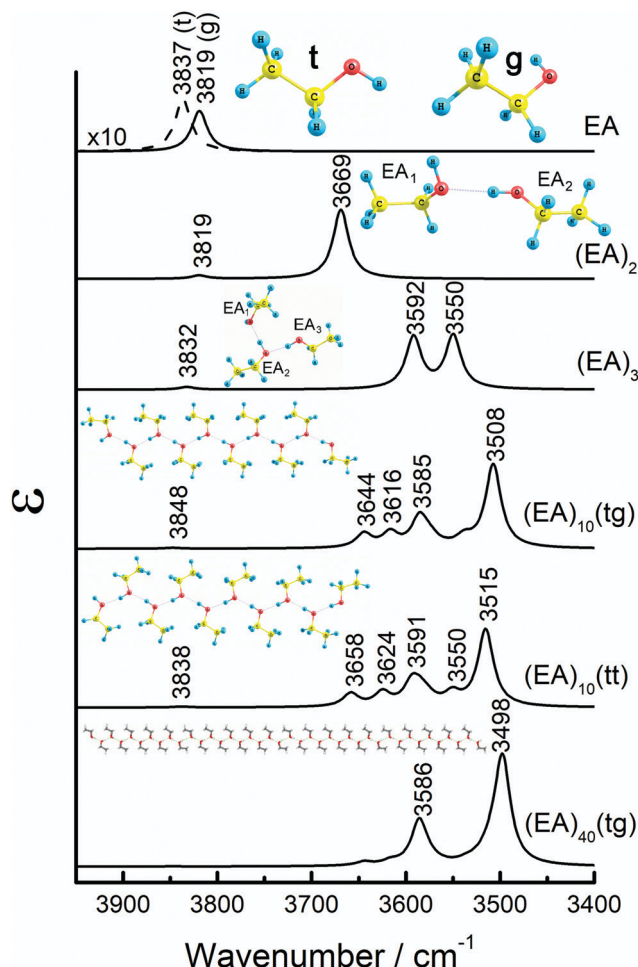 3837 (t)
3819 (g)
t
g
x10
EA
3669
EA1
EA2
3819
(EA)2
EA1
EA3
EA2
3592
3550
3832
(EA)3
3508
3644
3616
3585
3848
(EA)10(tg)
ε
3515
3658
3624
3591
3550
3838
(EA)10(tt)
3498
3586
(EA)40(tg)
3900 3800 3700 3600 3500 3400
Wavenumber / cm-1